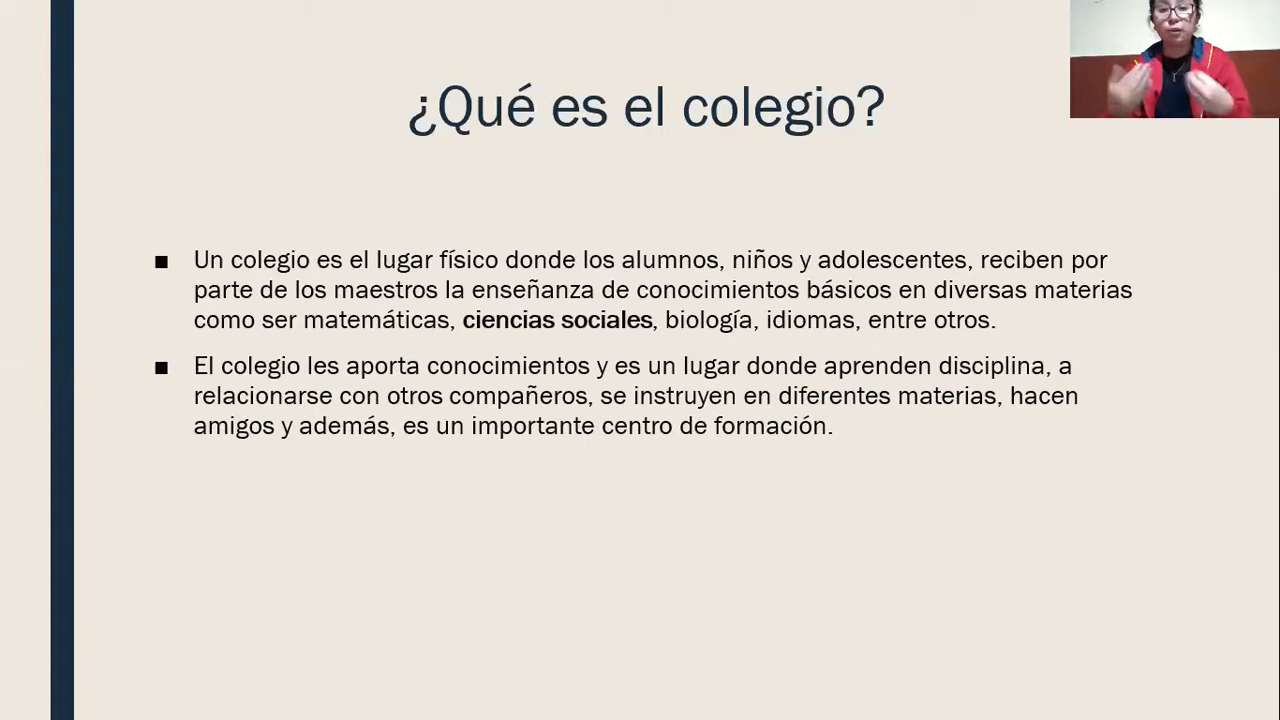 ¿Qué es el colegio?
▪ Un colegio es el lugar físico donde los alumnos, niños y adolescentes, reciben por
parte de los maestros la enseñanza de conocimientos básicos en diversas materias
como ser matemáticas, ciencias sociales, biología, idiomas, entre otros.
▪ El colegio les aporta conocimientos y es un lugar donde aprenden disciplina, a
relacionarse con otros compañeros, se instruyen en diferentes materias, hacen
amigos y además, es un importante centro de formación.